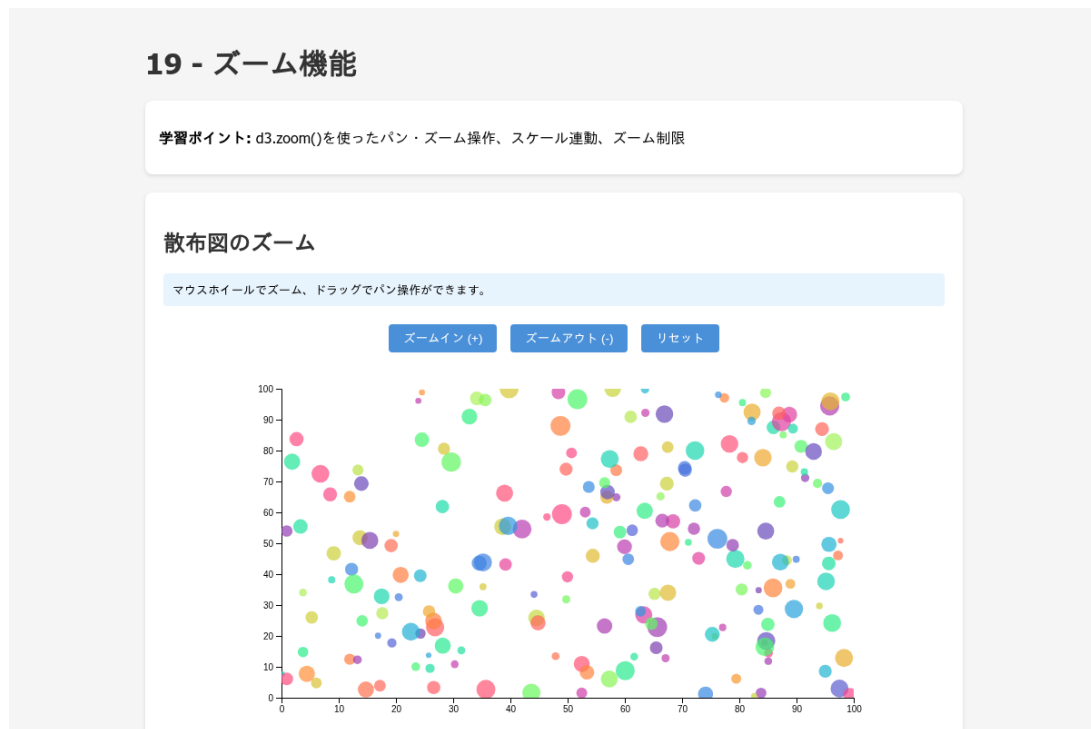 19 - ズーム機能
学習ポイント: d3.zoom()を使ったパン・ズーム操作、スケール連動、ズーム制限
散布図のズーム
マウスホイールでズーム、ドラッグでパン操作ができます。
ズームイン (+) ズームアウト (-) リセット
100
90
80
70
60
50
40
30
20
10
0
0 10 20 30 40 50 60 70 80 90 100